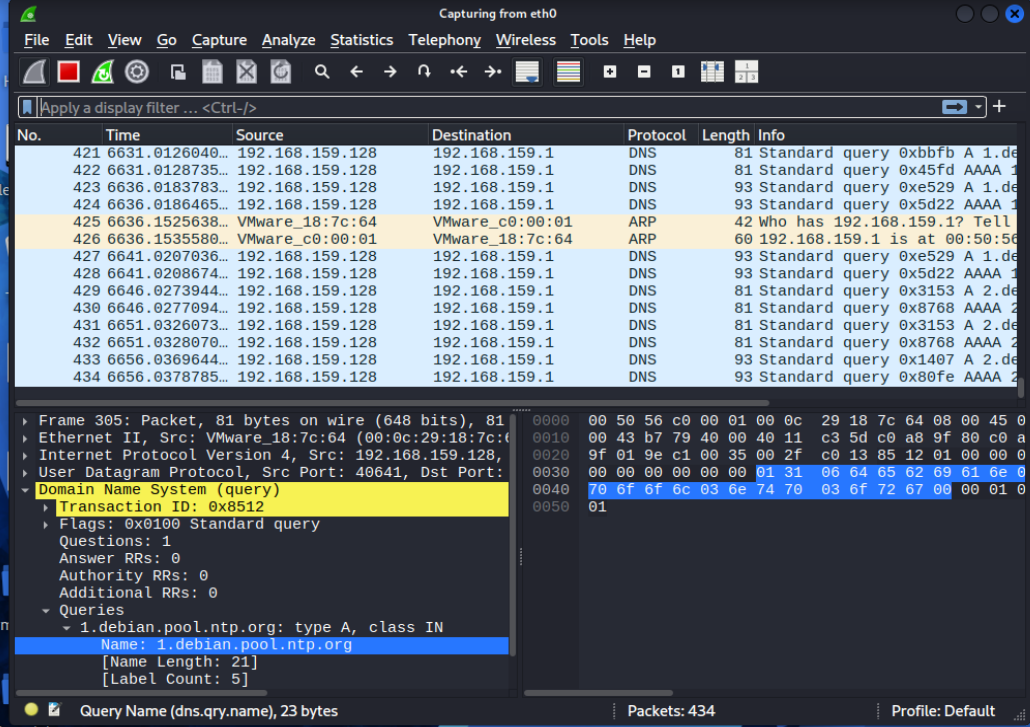 Capturing from eth0
File Edit View Go Capture Analyze Statistics Telephony Wireless Tools Help
Apply a display filter … <Ctrl-/>
No. Time Source Destination Protocol Length Info
421 6631.0126040… 192.168.159.128 192.168.159.1 DNS 81 Standard query 0xbbfb A 1.de
422 6631.0128735… 192.168.159.128 192.168.159.1 DNS 81 Standard query 0x45fd AAAA 1
423 6636.0183783… 192.168.159.128 192.168.159.1 DNS 93 Standard query 0xe529 A 1.de
424 6636.0186465… 192.168.159.128 192.168.159.1 DNS 93 Standard query 0x5d22 AAAA 1
425 6636.1525638… VMware_18:7c:64 VMware_c0:00:01 ARP 42 Who has 192.168.159.1? Tell
426 6636.1535580… VMware_c0:00:01 VMware_18:7c:64 ARP 60 192.168.159.1 is at 00:50:56
427 6641.0207036… 192.168.159.128 192.168.159.1 DNS 93 Standard query 0xe529 A 1.de
428 6641.0208674… 192.168.159.128 192.168.159.1 DNS 93 Standard query 0x5d22 AAAA 1
429 6646.0273944… 192.168.159.128 192.168.159.1 DNS 81 Standard query 0x3153 A 2.de
430 6646.0277094… 192.168.159.128 192.168.159.1 DNS 81 Standard query 0x8768 AAAA 2
431 6651.0326073… 192.168.159.128 192.168.159.1 DNS 81 Standard query 0x3153 A 2.de
432 6651.0328070… 192.168.159.128 192.168.159.1 DNS 81 Standard query 0x8768 AAAA 2
433 6656.0369644… 192.168.159.128 192.168.159.1 DNS 93 Standard query 0x1407 A 2.de
434 6656.0378785… 192.168.159.128 192.168.159.1 DNS 93 Standard query 0x80fe AAAA 2
Frame 305: Packet, 81 bytes on wire (648 bits), 81
Ethernet II, Src: VMware_18:7c:64 (00:0c:29:18:7c:6
Internet Protocol Version 4, Src: 192.168.159.128,
User Datagram Protocol, Src Port: 40641, Dst Port:
Domain Name System (query)
Transaction ID: 0x8512
Flags: 0x0100 Standard query
Questions: 1
Answer RRs: 0
Authority RRs: 0
Additional RRs: 0
Queries
1.debian.pool.ntp.org: type A, class IN
Name: 1.debian.pool.ntp.org
[Name Length: 21]
[Label Count: 5]
0000 00 50 56 c0 00 01 00 0c 29 18 7c 64 08 00 45 0
0010 00 43 b7 79 40 00 40 11 c3 5d c0 a8 9f 80 c0 a
0020 9f 01 9e c1 00 35 00 2f c0 13 85 12 01 00 00 0
0030 00 00 00 00 00 00 01 31 06 64 65 62 69 61 6e 0
0040 70 6f 6f 6c 03 6e 74 70 03 6f 72 67 00 00 01 0
0050 01
Query Name (dns.qry.name), 23 bytes
Packets: 434
Profile: Default